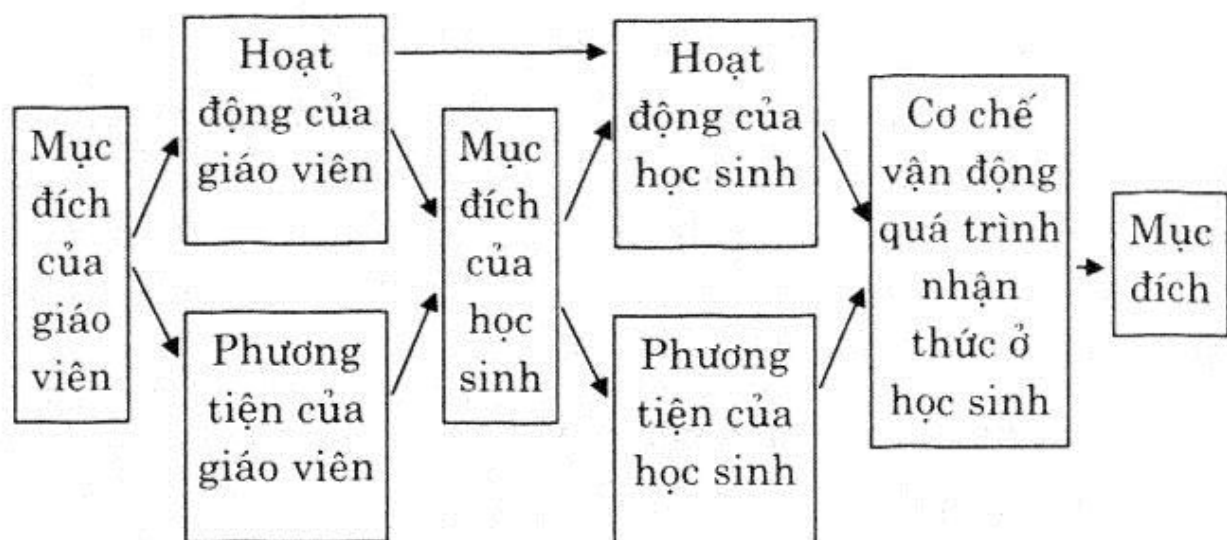 Mục
đích
của
giáo
viên
Hoạt
động của
giáo viên
Phương
tiện của
giáo viên
Mục
đích
của
học
sinh
Hoạt
động của
học sinh
Phương
tiện của
học sinh
Cơ chế
vận động
quá trình
nhận
thức ở
học sinh
Mục
đích